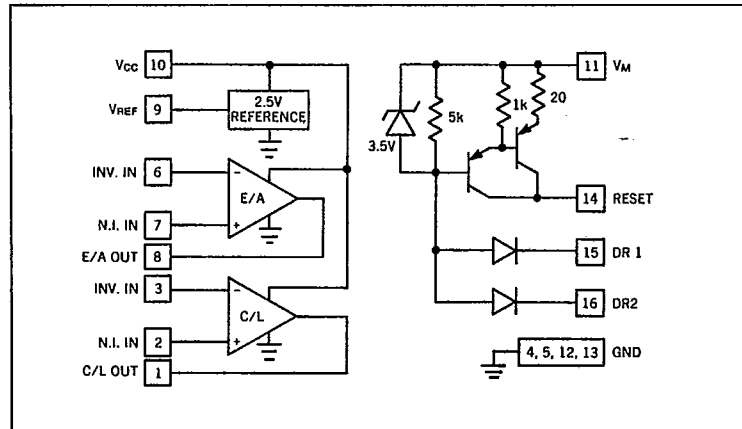 VCC 10
VREF 9
2.5V
REFERENCE
INV. IN 6
E/A
N.I. IN 7
E/A OUT 8
INV. IN 3
C/L
N.I. IN 2
C/L OUT 1
11 VM
20
1k
5k
3.5V
14 RESET
15 DR 1
16 DR2
4, 5, 12, 13 GND
- +
- +